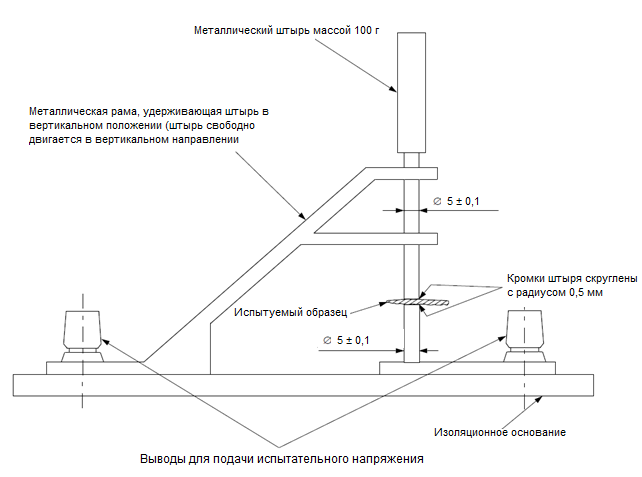 Металлический штырь массой 100 г
Металлическая рама, удерживающая штырь в
вертикальном положении (штырь свободно
двигается в вертикальном направлении
∅ 5 ± 0,1
Кромки штыря скруглены
с радиусом 0,5 мм
Испытуемый образец
∅ 5 ± 0,1
Изоляционное основание
Выводы для подачи испытательного напряжения